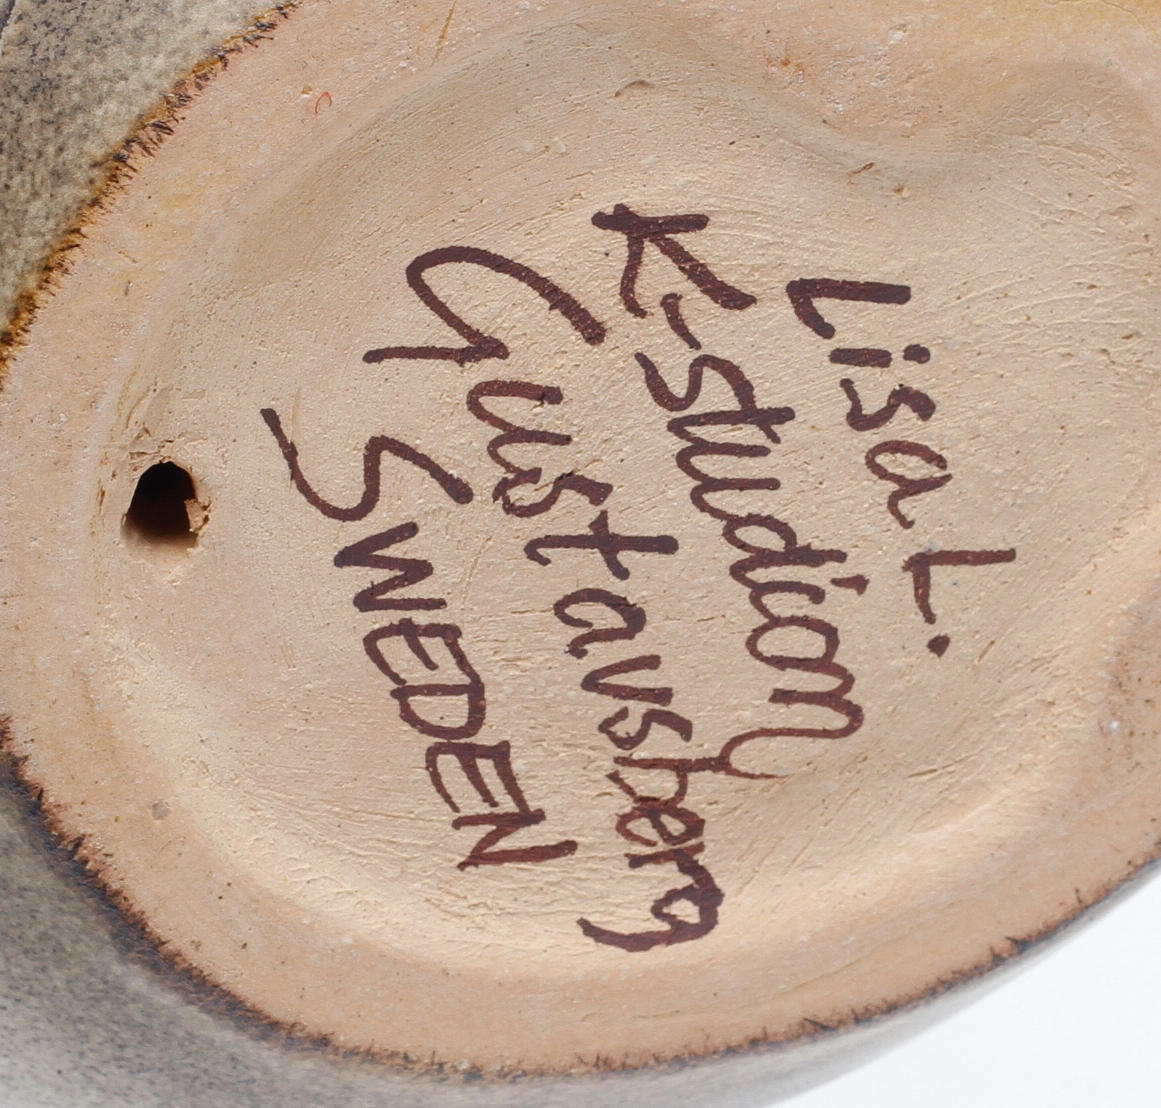 Lisa L.
K-Studion
Gustavsberg
SWEDEN